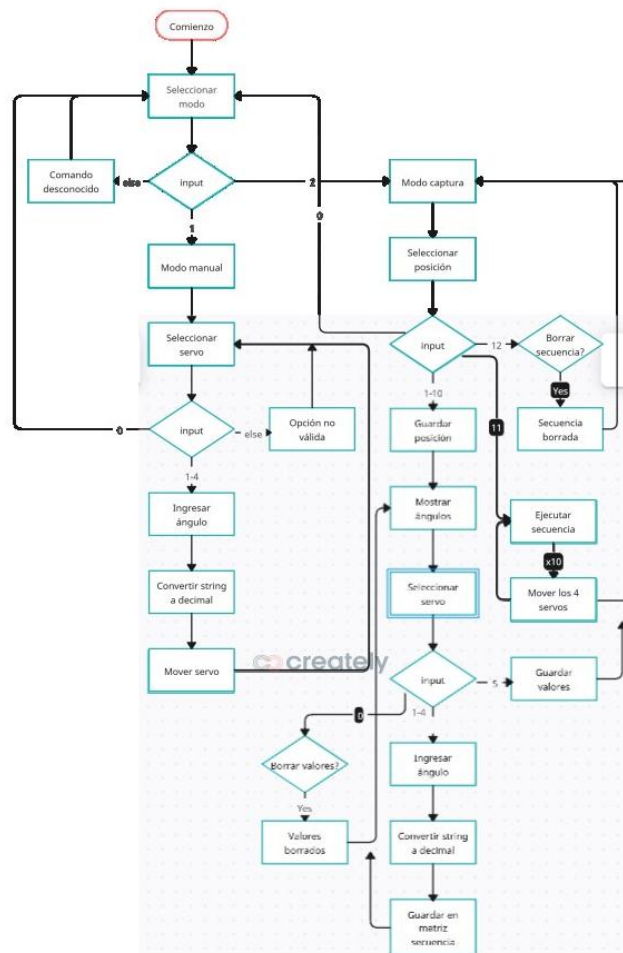 Comienzo
Seleccionar
modo
Comando
desconocido
else
input
2
Modo captura
0
1
Modo manual
Seleccionar
posición
Seleccionar
servo
input
12
Borrar
secuencia?
Yes
1-10
11
Secuencia
borrada
0
input
else
Opción no
válida
Guardar
posición
1-4
Ingresar
ángulo
Mostrar
ángulos
Ejecutar
secuencia
x10
Convertir string
a decimal
Seleccionar
servo
Mover los 4
servos
Mover servo
creately
input
5
Guardar
valores
1-4
Borrar valores?
Yes
Valores
borrados
Ingresar
ángulo
Convertir string
a decimal
Guardar en
matriz
secuencia